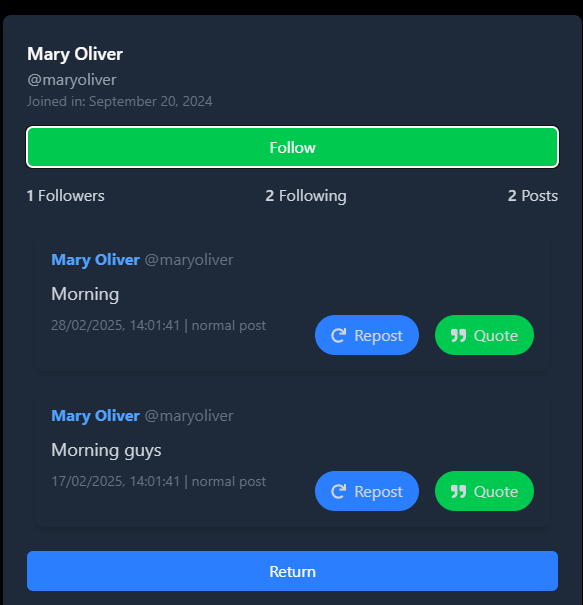 Mary Oliver
@maryoliver
Joined in: September 20, 2024
Follow
1 Followers 2 Following 2 Posts
Mary Oliver @maryoliver
Morning
28/02/2025, 14:01:41 | normal post Repost Quote
Mary Oliver @maryoliver
Morning guys
17/02/2025, 14:01:41 | normal post Repost Quote
Return